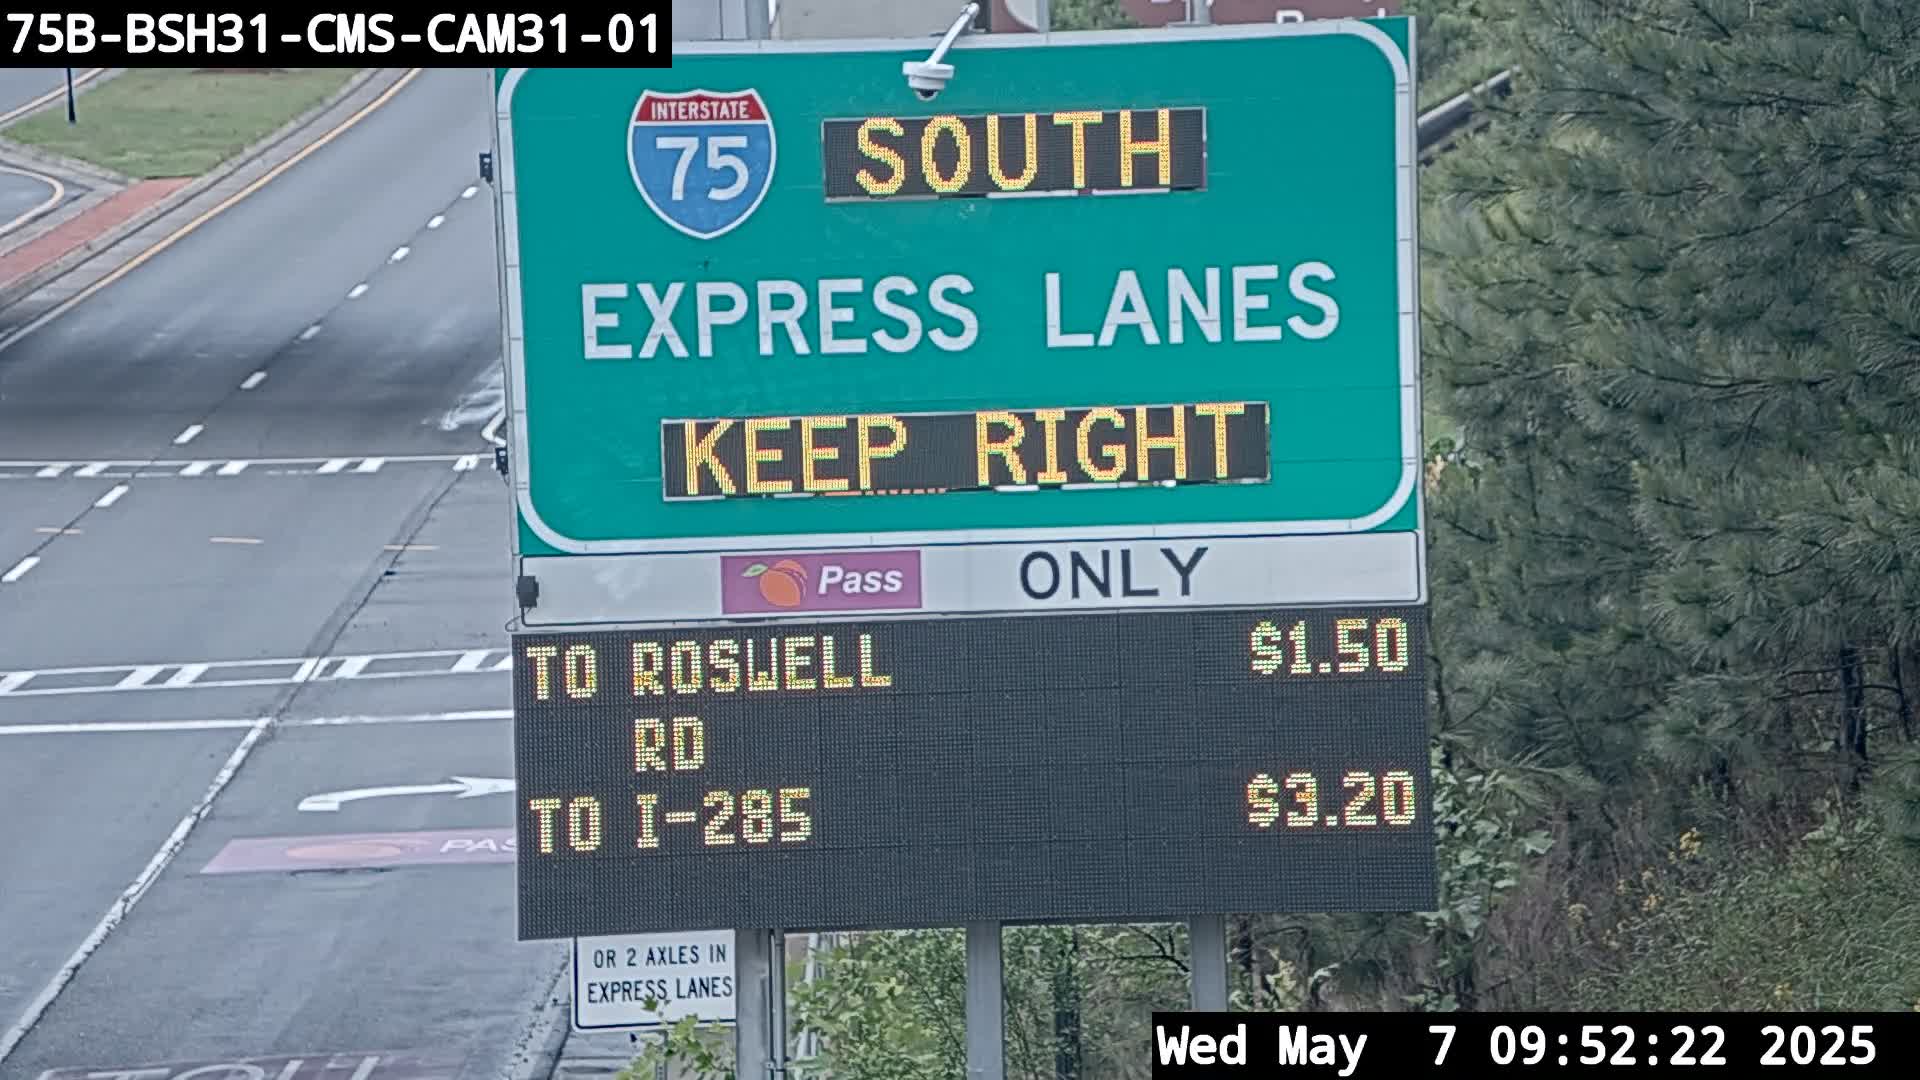 75B-BSH31-CMS-CAM31-01
INTERSTATE
75
SOUTH
EXPRESS LANES
KEEP RIGHT
Pass
ONLY
TO ROSWELL $1.50
RD
TO I-285 $3.20
PAS
OR 2 AXLES IN
EXPRESS LANES
Wed May 7 09:52:22 2025